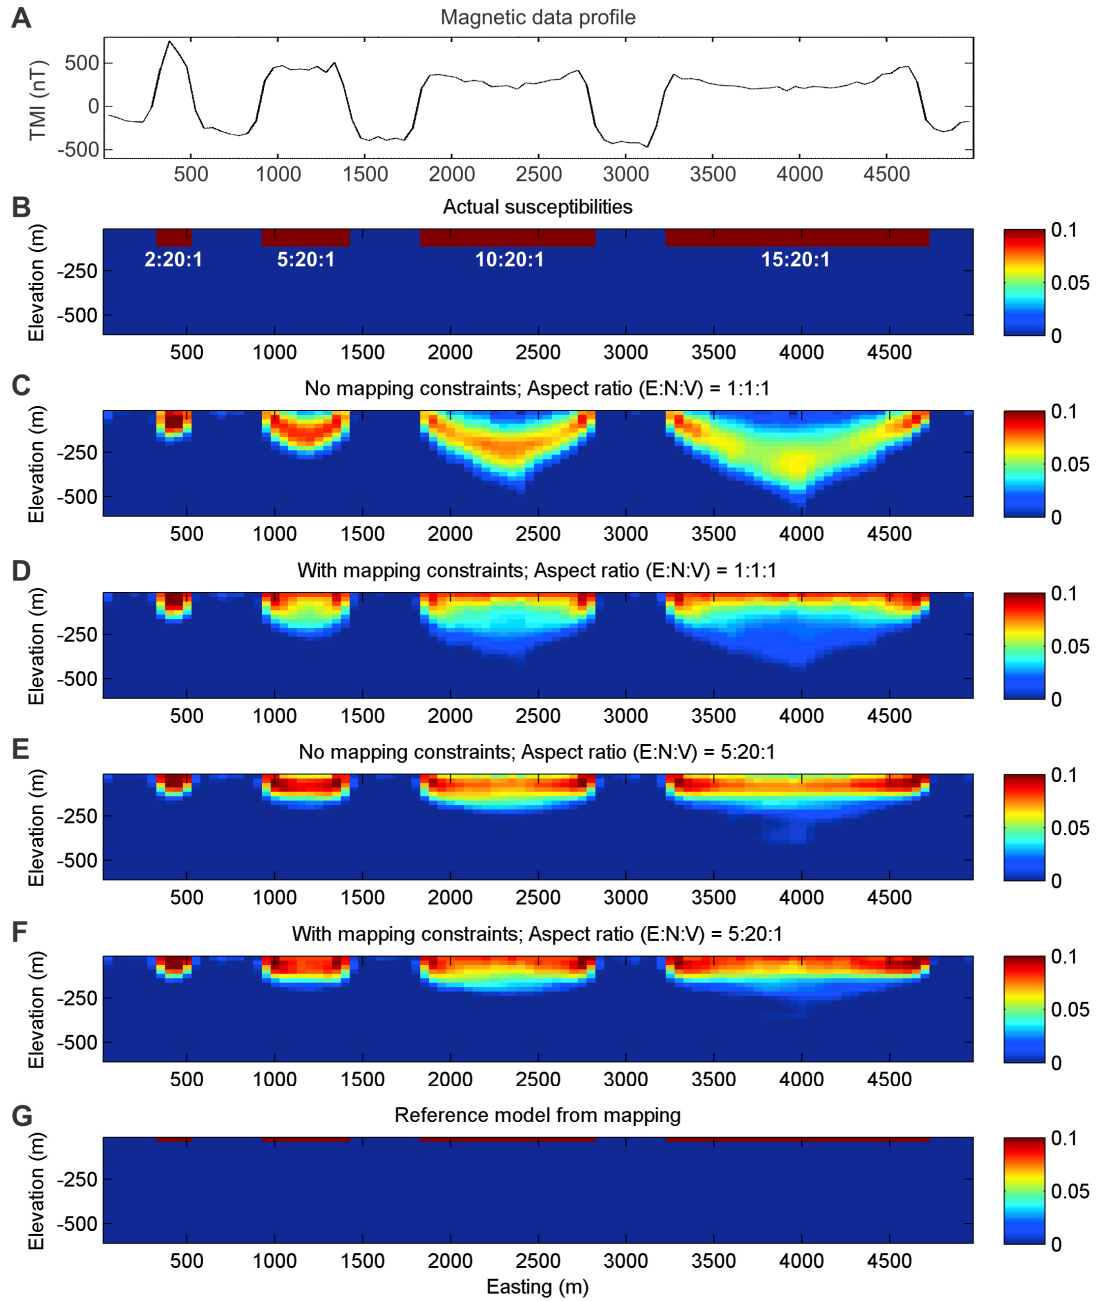 A
Magnetic data profile
TMI (nT)
500
0
-500
500 1000 1500 2000 2500 3000 3500 4000 4500
B
Actual susceptibilities
Elevation (m)
-250
-500
2:20:1 5:20:1 10:20:1 15:20:1
0.1
0.05
0
500 1000 1500 2000 2500 3000 3500 4000 4500
C
No mapping constraints; Aspect ratio (E:N:V) = 1:1:1
Elevation (m)
-250
-500
0.1
0.05
0
500 1000 1500 2000 2500 3000 3500 4000 4500
D
With mapping constraints; Aspect ratio (E:N:V) = 1:1:1
Elevation (m)
-250
-500
0.1
0.05
0
500 1000 1500 2000 2500 3000 3500 4000 4500
E
No mapping constraints; Aspect ratio (E:N:V) = 5:20:1
Elevation (m)
-250
-500
0.1
0.05
0
500 1000 1500 2000 2500 3000 3500 4000 4500
F
With mapping constraints; Aspect ratio (E:N:V) = 5:20:1
Elevation (m)
-250
-500
0.1
0.05
0
500 1000 1500 2000 2500 3000 3500 4000 4500
G
Reference model from mapping
Elevation (m)
-250
-500
0.1
0.05
0
500 1000 1500 2000 2500 3000 3500 4000 4500
Easting (m)